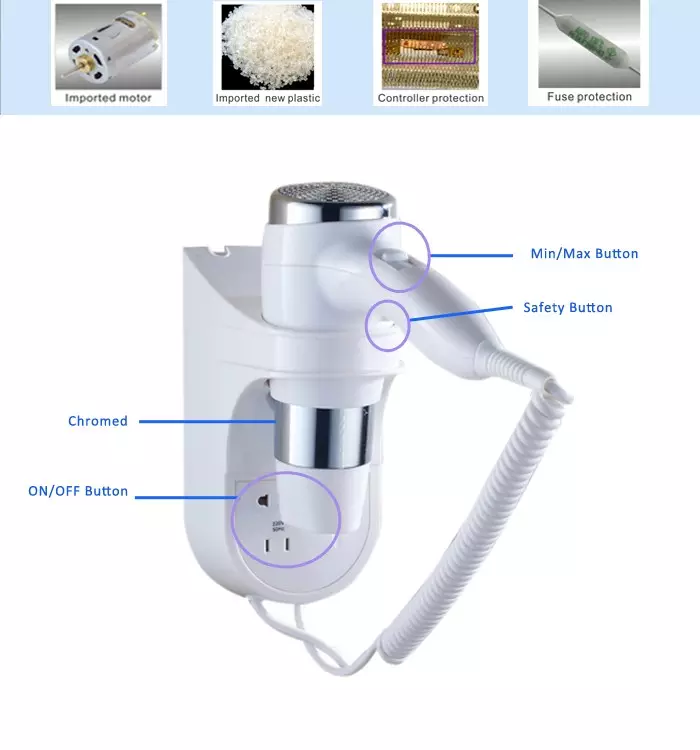 Imported motor
Imported new plastic
Controller protection
Fuse protection
Min/Max Button
Safety Button
Chromed
ON/OFF Button